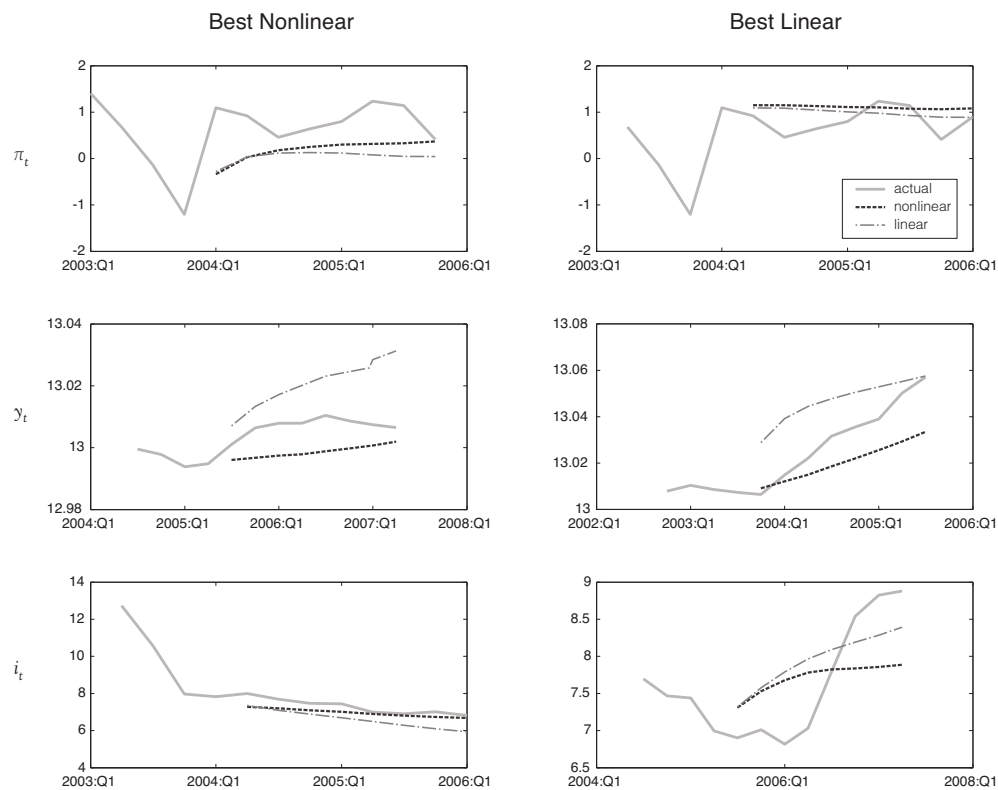 Best Nonlinear
Best Linear
2
1
0
-1
-2
π_t
2003:Q1 2004:Q1 2005:Q1 2006:Q1
2
1
0
-1
-2
actual
nonlinear
linear
2003:Q1 2004:Q1 2005:Q1 2006:Q1
13.04
13.02
13
12.98
y_t
2004:Q1 2005:Q1 2006:Q1 2007:Q1 2008:Q1
13.08
13.06
13.04
13.02
13
2002:Q1 2003:Q1 2004:Q1 2005:Q1 2006:Q1
14
12
10
8
6
4
i_t
2003:Q1 2004:Q1 2005:Q1 2006:Q1
9
8.5
8
7.5
7
6.5
2004:Q1 2006:Q1 2008:Q1